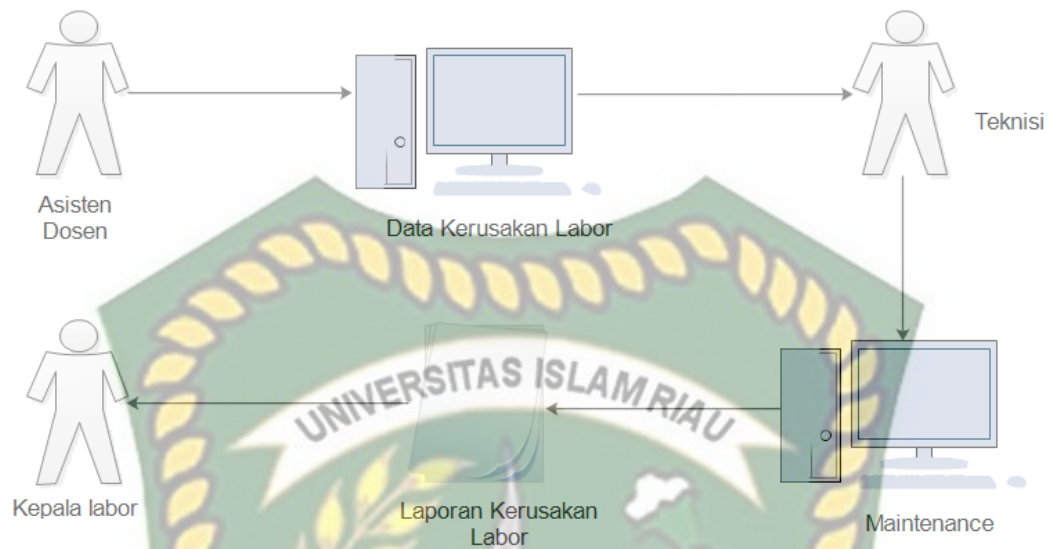 Teknisi
Asisten
Dosen
Data Kerusakan Labor
UNIVERSITAS ISLAM RIAU
Kepala labor
Laporan Kerusakan
Labor
Maintenance